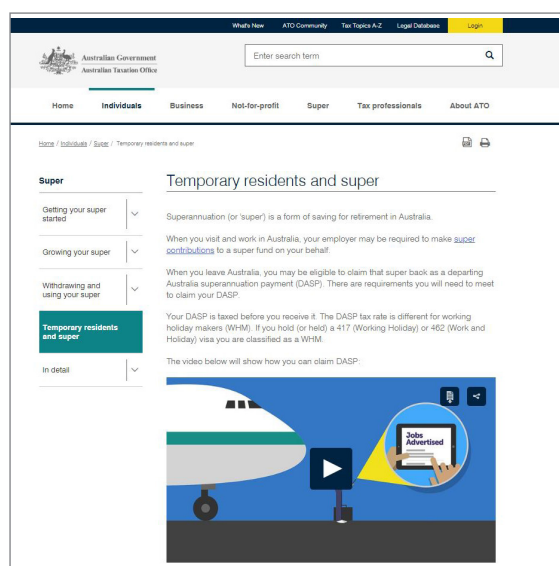 What's New ATO Community Tax Topics A-Z Legal Database Login
Australian Government
Australian Taxation Office
Enter search term
Home Individuals Business Not-for-profit Super Tax professionals About ATO
Home / Individuals / Super / Temporary residents and super
Super
Getting your super
started
Growing your super
Withdrawing and
using your super
Temporary residents
and super
In detail
Temporary residents and super
Superannuation (or 'super') is a form of saving for retirement in Australia.
When you visit and work in Australia, your employer may be required to make super
contributions to a super fund on your behalf.
When you leave Australia, you may be eligible to claim that super back as a departing
Australia superannuation payment (DASP). There are requirements you will need to meet
to claim your DASP.
Your DASP is taxed before you receive it. The DASP tax rate is different for working
holiday makers (WHM). If you hold (or held) a 417 (Working Holiday) or 462 (Work and
Holiday) visa you are classified as a WHM.
The video below will show how you can claim DASP:
Jobs
Advertised